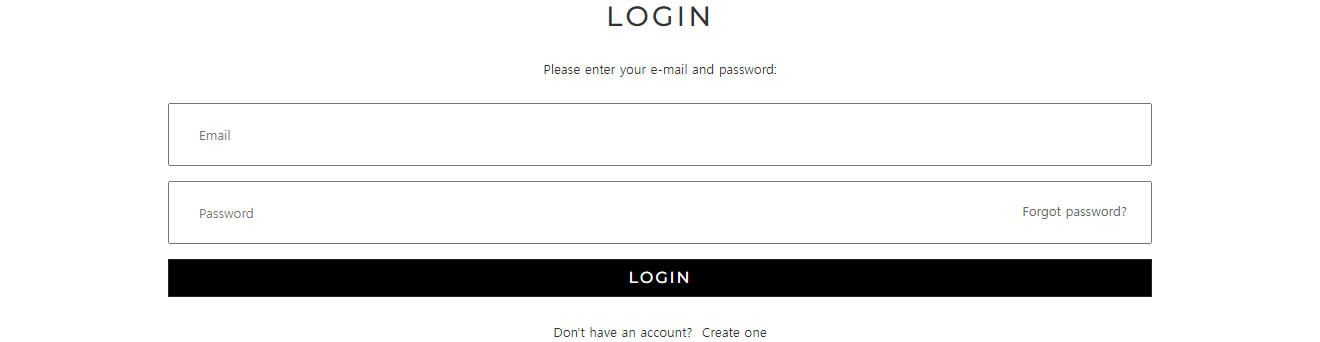 LOGIN
Please enter your e-mail and password:
Email
Password Forgot password?
LOGIN
Don't have an account? Create one